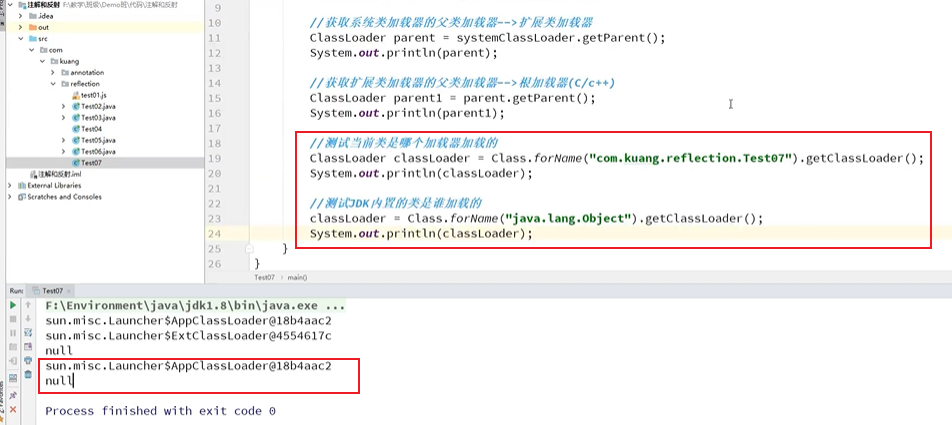 注解和反射 F:\教学\班级\Demo班\代码\注解和反射
.idea
out
src
com
kuang
annotation
reflection
test01.js
Test02.java
Test03.java
Test04
Test05.java
Test06.java
Test07
注解和反射.iml
External Libraries
Scratches and Consoles
9
10 //获取系统类加载器的父类加载器-->扩展类加载器
11 ClassLoader parent = systemClassLoader.getParent();
12 System.out.println(parent);
13
14 //获取扩展类加载器的父类加载器-->根加载器(C/c++)
15 ClassLoader parent1 = parent.getParent();
16 System.out.println(parent1);
17
18 //测试当前类是哪个加载器加载的
19 ClassLoader classLoader = Class.forName("com.kuang.reflection.Test07").getClassLoader();
20 System.out.println(classLoader);
21
22 //测试JDK内置的类是谁加载的
23 classLoader = Class.forName("java.lang.Object").getClassLoader();
24 System.out.println(classLoader);
25 }
26 }
Test07 › main()
Run: Test07
F:\Environment\java\jdk1.8\bin\java.exe ...
sun.misc.Launcher$AppClassLoader@18b4aac2
sun.misc.Launcher$ExtClassLoader@4554617c
null
sun.misc.Launcher$AppClassLoader@18b4aac2
null
Process finished with exit code 0